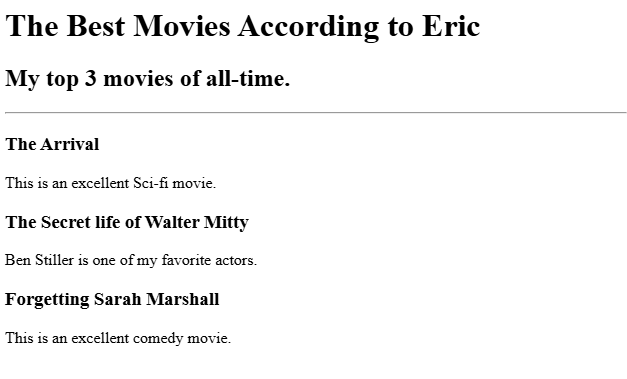 The Best Movies According to Eric
My top 3 movies of all-time.
The Arrival
This is an excellent Sci-fi movie.
The Secret life of Walter Mitty
Ben Stiller is one of my favorite actors.
Forgetting Sarah Marshall
This is an excellent comedy movie.